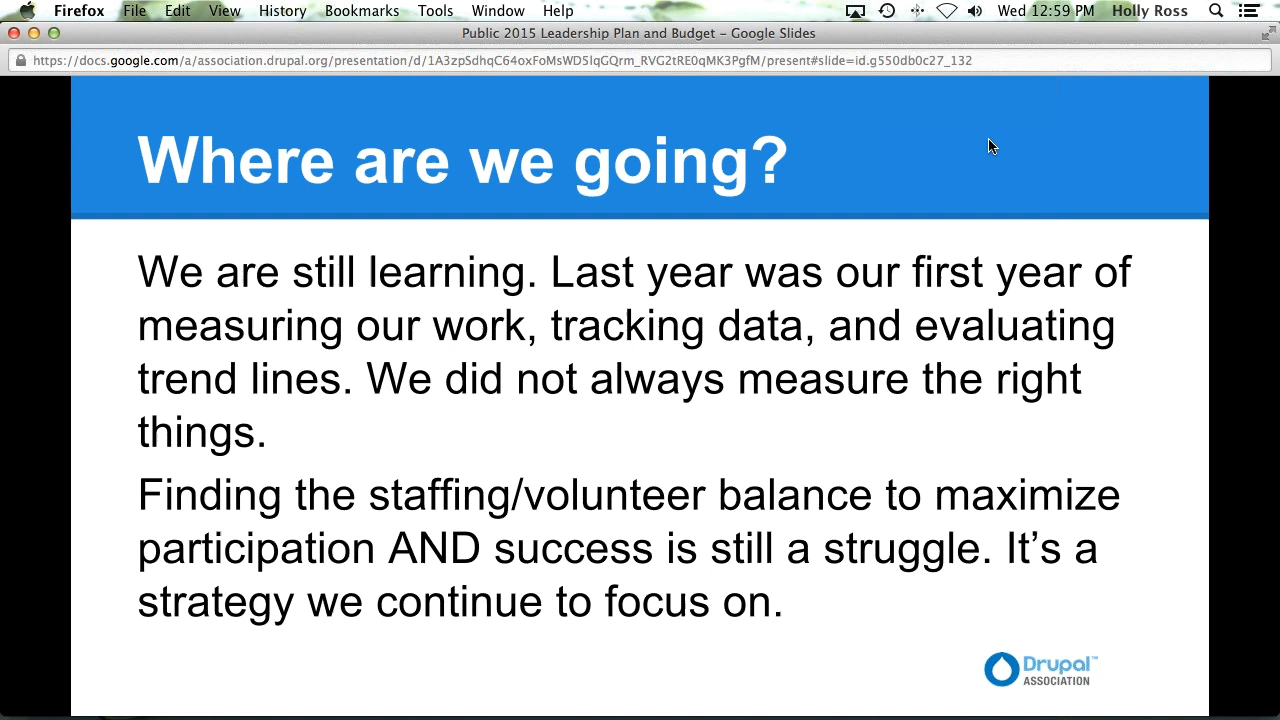 Firefox File Edit View History Bookmarks Tools Window Help Wed 12:59 PM Holly Ross
Public 2015 Leadership Plan and Budget – Google Slides
https://docs.google.com/a/association.drupal.org/presentation/d/1A3zpSdhqC64oxFoMsWD5lqGQrm_RVG2tRE0qMK3PgfM/present#slide=id.g550db0c27_132
Where are we going?
We are still learning. Last year was our first year of
measuring our work, tracking data, and evaluating
trend lines. We did not always measure the right
things.
Finding the staffing/volunteer balance to maximize
participation AND success is still a struggle. It’s a
strategy we continue to focus on.
Drupal™
ASSOCIATION